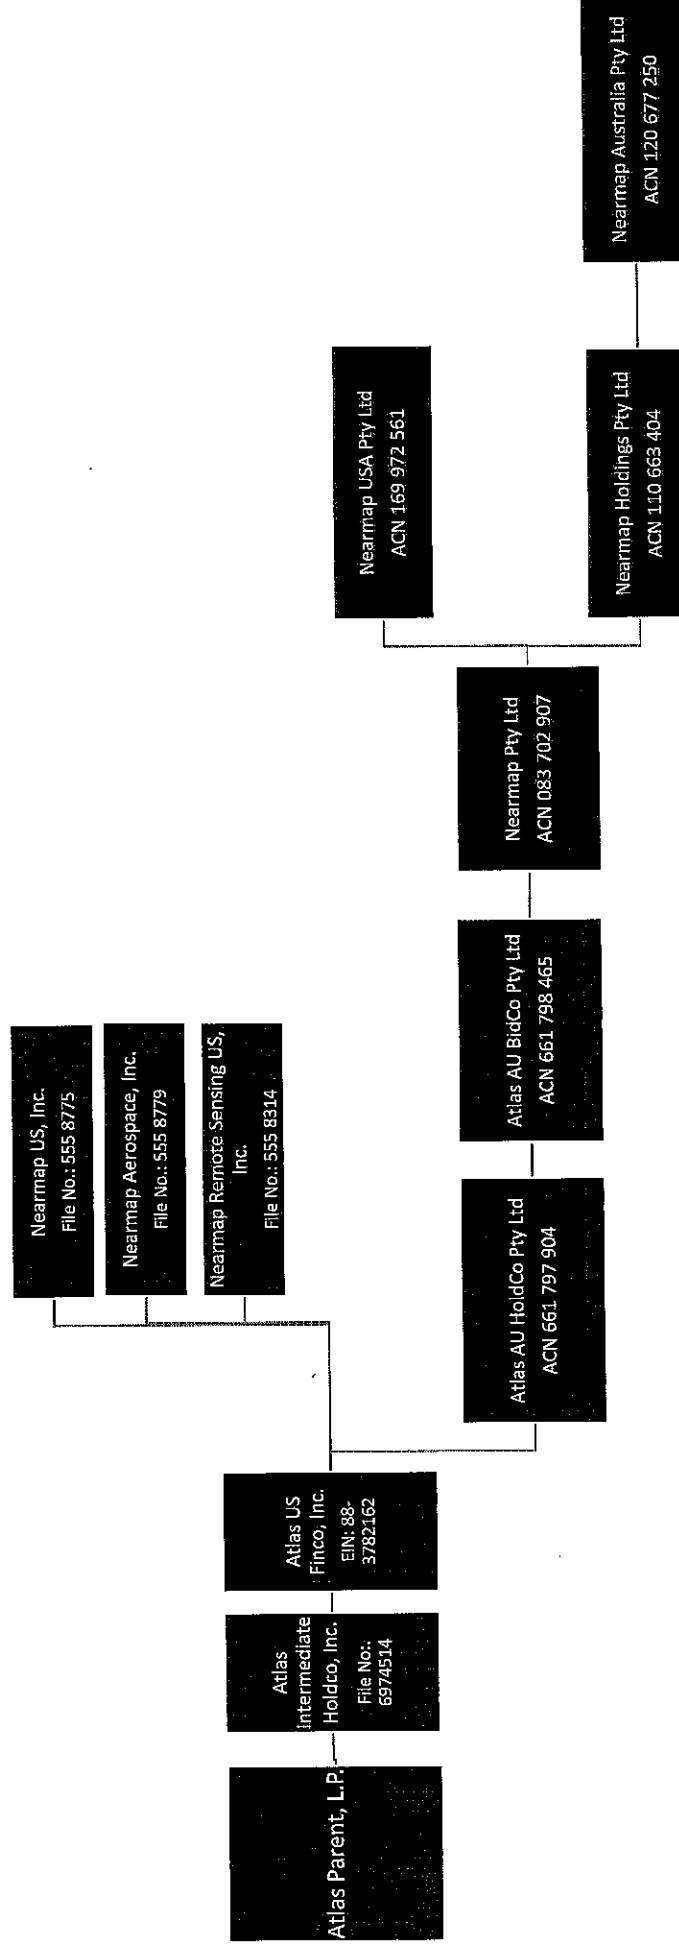 Atlas Parent, L.P.
Atlas
Intermediate
Holdco, Inc.
File No:.
6974514
Atlas US
Finco, Inc.
EIN: 88-
3782162
Nearmap US, Inc.
File No.: 555 8775
Nearmap Aerospace, Inc.
File No.: 555 8779
Nearmap Remote Sensing US,
Inc.
File No.: 555 8314
Atlas AU HoldCo Pty Ltd
ACN 661 797 904
Atlas AU BidCo Pty Ltd
ACN 661 798 465
Nearmap Pty Ltd
ACN 083 702 907
Nearmap USA Pty Ltd
ACN 169 972 561
Nearmap Holdings Pty Ltd
ACN 110 663 404
Nearmap Australia Pty Ltd
ACN 120 677 250